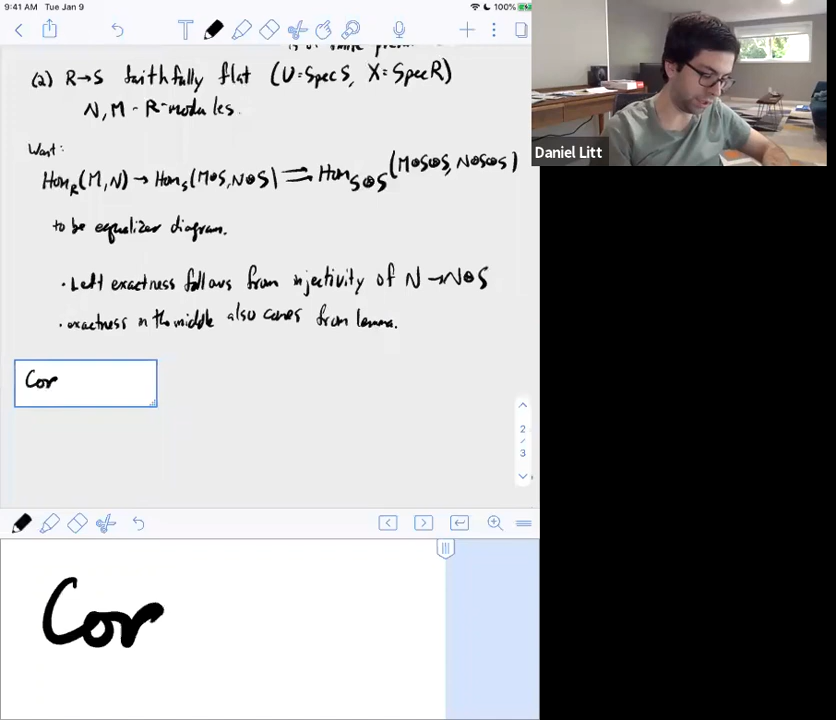 9:41 AM Tue Jan 9
100%
(2) R→S faithfully flat (U=Spec S, X=Spec R)
N, M - R-modules.
Want:
Hom_R(M,N) → Hom_S(M⊗S, N⊗S) ⇉ Hom_{S⊗S}(M⊗S⊗S, N⊗S⊗S)
to be equalizer diagram.
· Left exactness follows from injectivity of N→N⊗S
· exactness in the middle also comes from lemma.
Cor
2
/
3
Cor
Daniel Litt